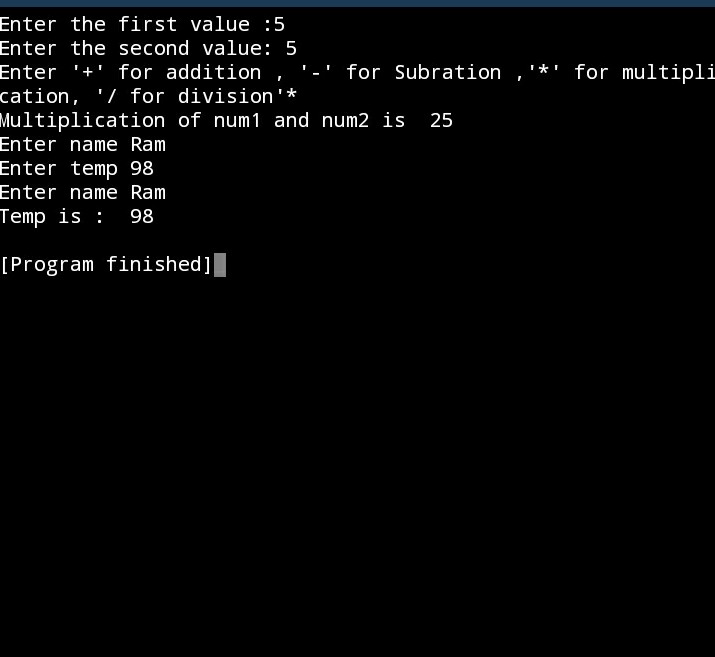 Enter the first value :5
Enter the second value: 5
Enter '+' for addition , '-' for Subration ,'*' for multipli
cation, '/ for division'*
Multiplication of num1 and num2 is  25
Enter name Ram
Enter temp 98
Enter name Ram
Temp is :  98
[Program finished]